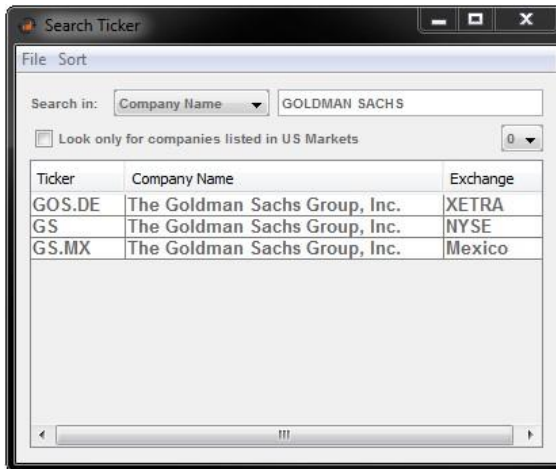 Search Ticker
File Sort
Search in: Company Name GOLDMAN SACHS
Look only for companies listed in US Markets 0
Ticker Company Name Exchange
GOS.DE The Goldman Sachs Group, Inc. XETRA
GS The Goldman Sachs Group, Inc. NYSE
GS.MX The Goldman Sachs Group, Inc. Mexico